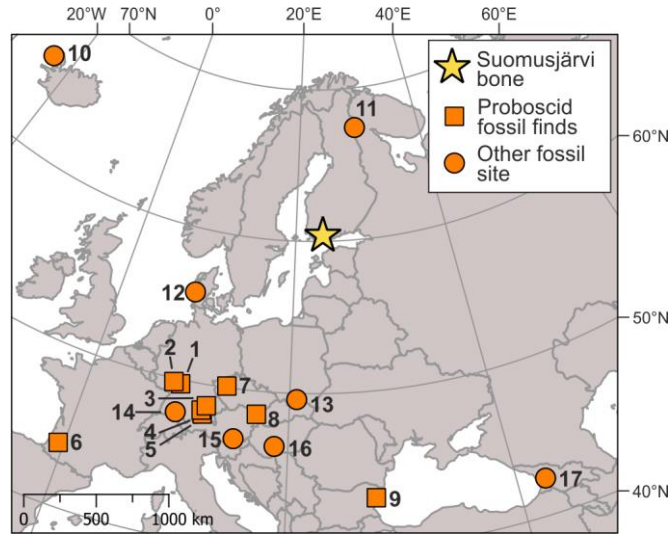 20°W 70°N 0° 20°E 40°E 60°E
10
11
Suomusjärvi
bone
Proboscid
fossil finds
Other fossil
site
60°N
12
50°N
2 1
3
7
14
4
5
13
8
6
15
16
17
9
40°N
0 500 1000 km